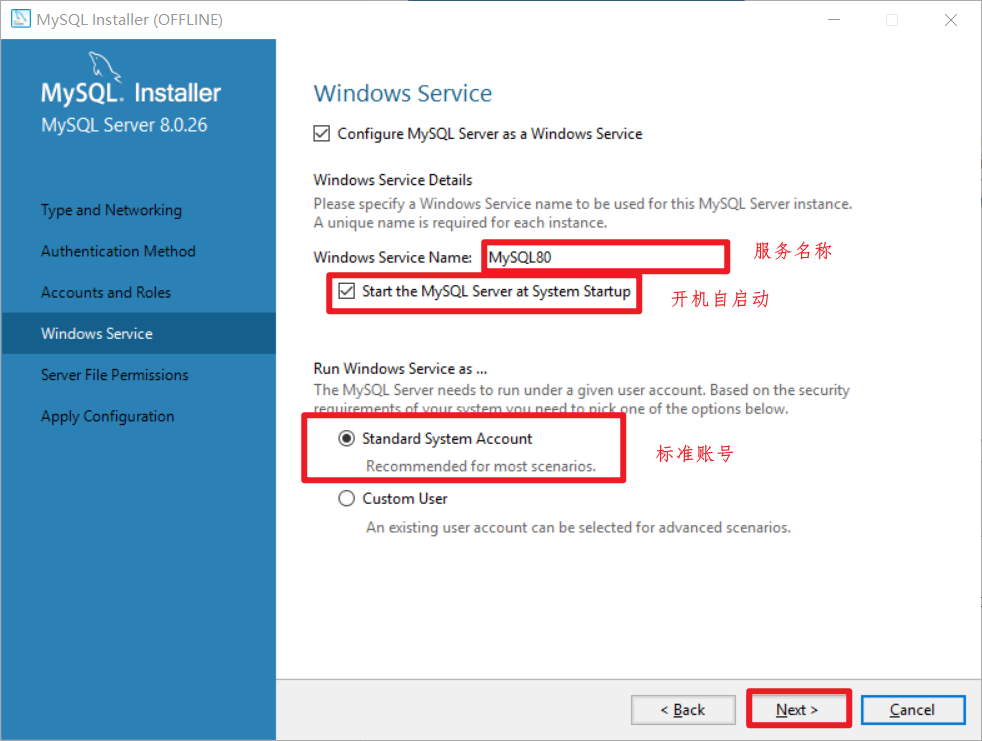 MySQL Installer (OFFLINE)
MySQL. Installer
MySQL Server 8.0.26
Type and Networking
Authentication Method
Accounts and Roles
Windows Service
Server File Permissions
Apply Configuration
Windows Service
Configure MySQL Server as a Windows Service
Windows Service Details
Please specify a Windows Service name to be used for this MySQL Server instance.
A unique name is required for each instance.
Windows Service Name: MySQL80 服务名称
Start the MySQL Server at System Startup 开机自启动
Run Windows Service as ...
The MySQL Server needs to run under a given user account. Based on the security
requirements of your system you need to pick one of the options below.
Standard System Account
Recommended for most scenarios. 标准账号
Custom User
An existing user account can be selected for advanced scenarios.
< Back Next > Cancel